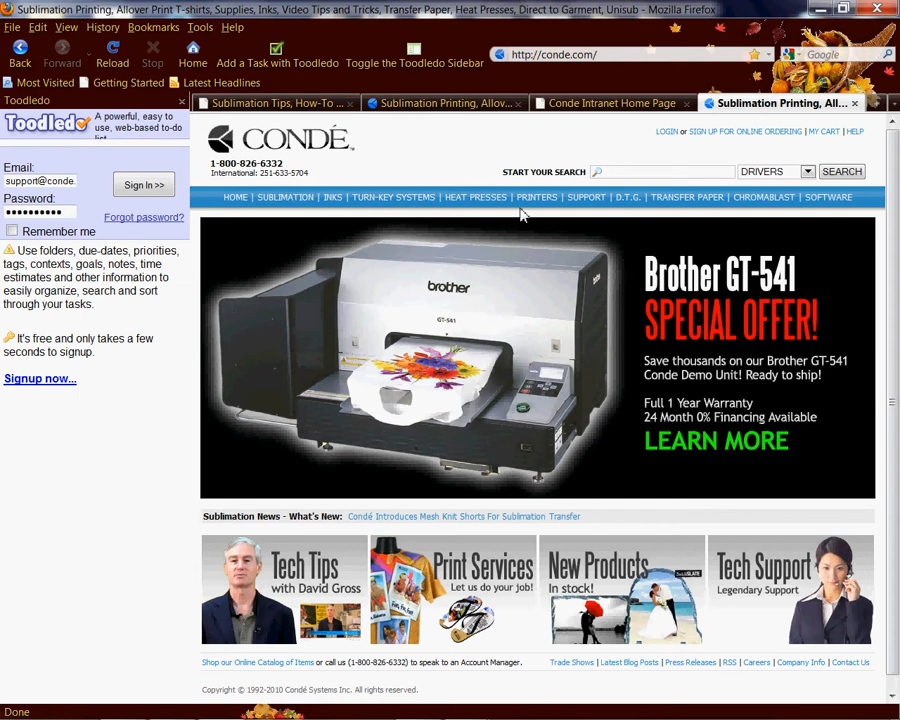 Sublimation Printing, Allover Print T-shirts, Supplies, Inks, Video Tips and Tricks, Transfer Paper, Heat Presses, Direct to Garment, Unisub - Mozilla Firefox
File Edit View History Bookmarks Tools Help
Back Forward Reload Stop Home Add a Task with Toodledo Toggle the Toodledo Sidebar http://conde.com/ Google
Most Visited Getting Started Latest Headlines
Toodledo
Sublimation Tips, How-To ... Sublimation Printing, Allov... Conde Intranet Home Page Sublimation Printing, All...
Toodledo
A powerful, easy to
use, web-based to-do
list.
Email:
support@conde.
Password:
Sign In >>
Forgot password?
Remember me
Use folders, due-dates, priorities,
tags, contexts, goals, notes, time
estimates and other information to
easily organize, search and sort
through your tasks.
It's free and only takes a few
seconds to signup.
Signup now...
CONDÉ
1-800-826-6332
International: 251-633-5704
LOGIN or SIGN UP FOR ONLINE ORDERING | MY CART | HELP
START YOUR SEARCH DRIVERS SEARCH
HOME | SUBLIMATION | INKS | TURN-KEY SYSTEMS | HEAT PRESSES | PRINTERS | SUPPORT | D.T.G. | TRANSFER PAPER | CHROMABLAST | SOFTWARE
brother
GT-541
Brother GT-541
SPECIAL OFFER!
Save thousands on our Brother GT-541
Conde Demo Unit! Ready to ship!
Full 1 Year Warranty
24 Month 0% Financing Available
LEARN MORE
Sublimation News - What's New: Condé Introduces Mesh Knit Shorts For Sublimation Transfer
Tech Tips
with David Gross
Print Services
Let us do your job!
New Products
In stock!
Tech Support
Legendary Support
Shop our Online Catalog of Items or call us (1-800-826-6332) to speak to an Account Manager.
Trade Shows | Latest Blog Posts | Press Releases | RSS | Careers | Company Info | Contact Us
Copyright © 1992-2010 Condé Systems Inc. All rights reserved.
Done